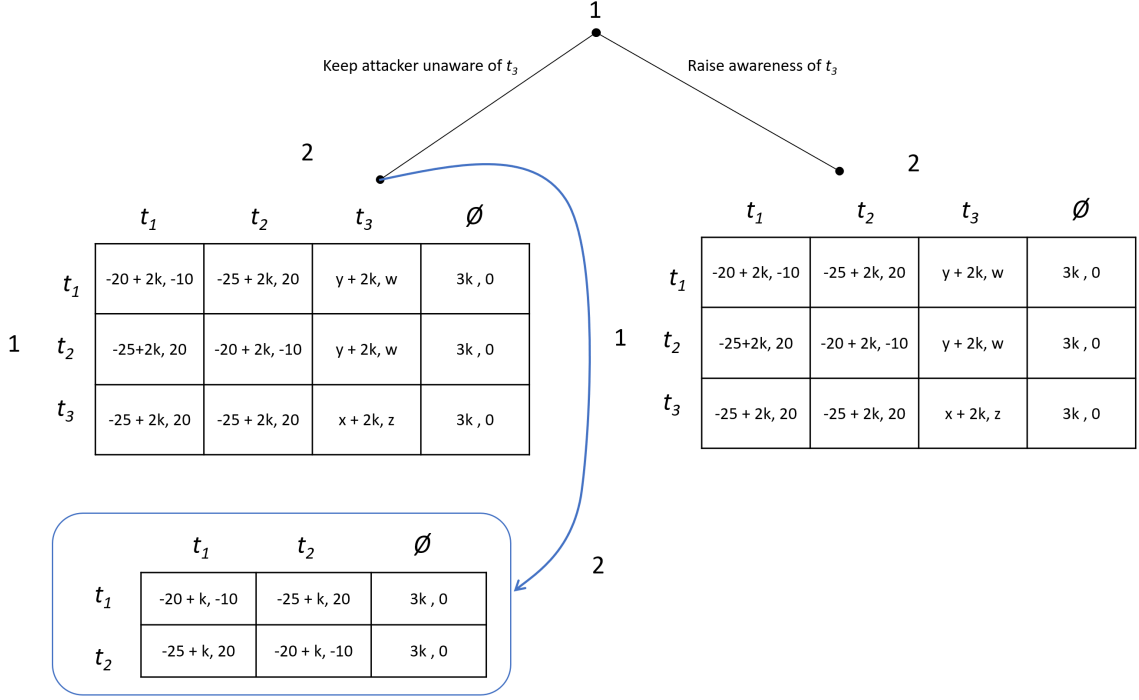 1
Keep attacker unaware of t3
Raise awareness of t3
2
2
t1 t2 t3 Ø
t1 t2 t3 Ø
t1 -20 + 2k, -10 -25 + 2k, 20 y + 2k, w 3k , 0
t1 -20 + 2k, -10 -25 + 2k, 20 y + 2k, w 3k , 0
1 t2 -25+2k, 20 -20 + 2k, -10 y + 2k, w 3k , 0
1 t2 -25+2k, 20 -20 + 2k, -10 y + 2k, w 3k , 0
t3 -25 + 2k, 20 -25 + 2k, 20 x + 2k, z 3k , 0
t3 -25 + 2k, 20 -25 + 2k, 20 x + 2k, z 3k , 0
t1 t2 Ø
2
t1 -20 + k, -10 -25 + k, 20 3k , 0
t2 -25 + k, 20 -20 + k, -10 3k , 0